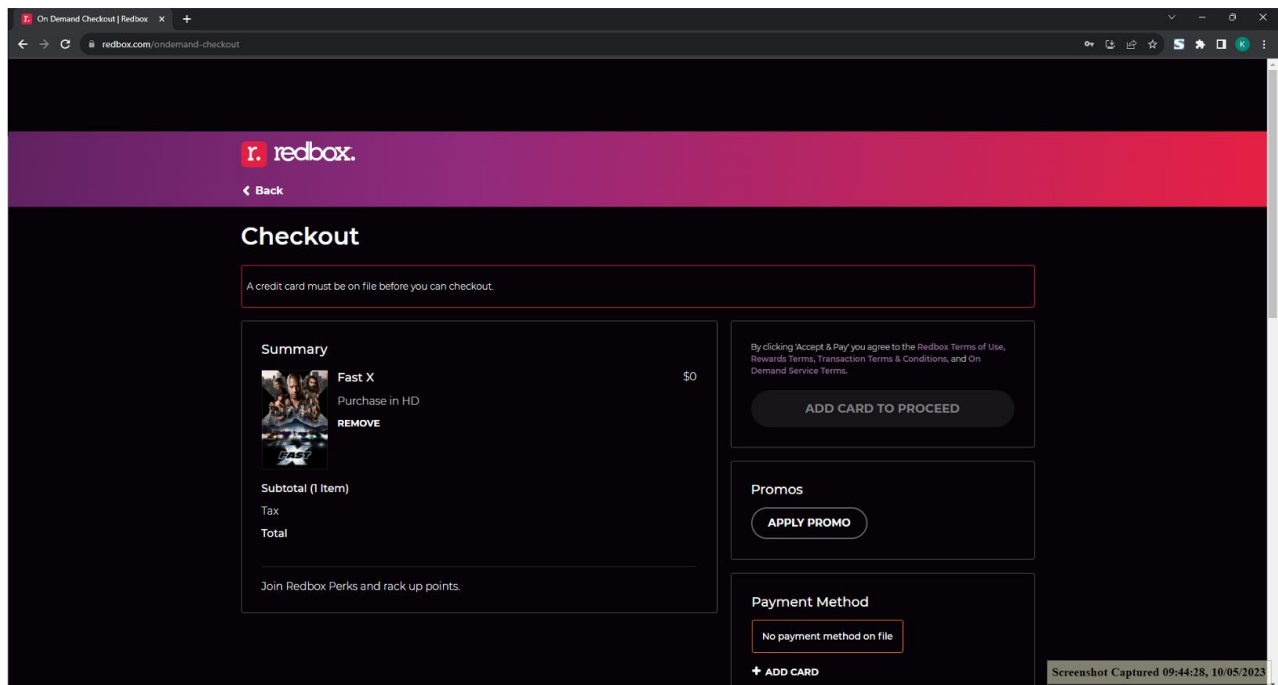 On Demand Checkout | Redbox
redbox.com/ondemand-checkout
S
K
r. redbox.
Back
Checkout
A credit card must be on file before you can checkout.
Summary
Fast X
$0
Purchase in HD
REMOVE
FAST X
Subtotal (1 Item)
Tax
Total
Join Redbox Perks and rack up points.
By clicking 'Accept & Pay' you agree to the Redbox Terms of Use,
Rewards Terms, Transaction Terms & Conditions, and On
Demand Service Terms.
ADD CARD TO PROCEED
Promos
APPLY PROMO
Payment Method
No payment method on file
+ ADD CARD
Screenshot Captured 09:44:28, 10/05/2023